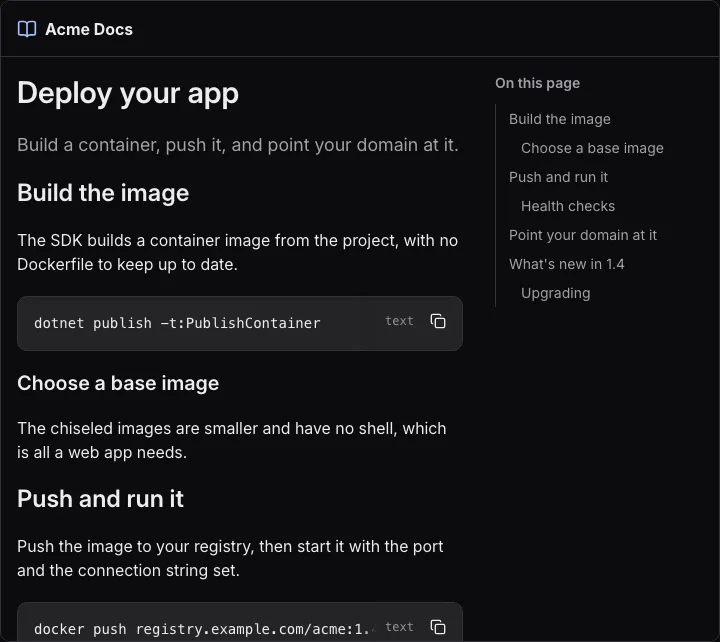 Acme Docs
Deploy your app
Build a container, push it, and point your domain at it.
Build the image
The SDK builds a container image from the project, with no
Dockerfile to keep up to date.
dotnet publish -t:PublishContainer
text
Choose a base image
The chiseled images are smaller and have no shell, which
is all a web app needs.
Push and run it
Push the image to your registry, then start it with the port
and the connection string set.
docker push registry.example.com/acme:1.
text
On this page
Build the image
Choose a base image
Push and run it
Health checks
Point your domain at it
What's new in 1.4
Upgrading